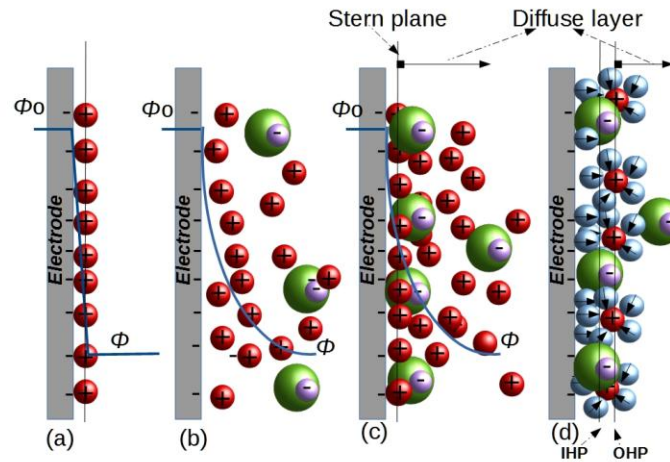 Stern plane
Diffuse layer
Φo
Φo
Φo
Electrode
Electrode
Electrode
Electrode
Φ
Φ
Φ
(a)
(b)
(c)
(d)
IHP
OHP